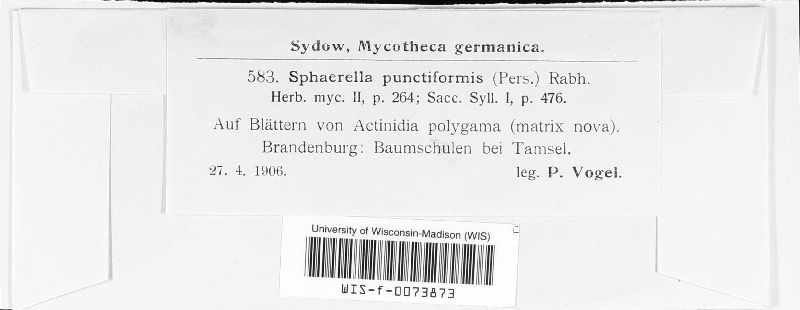 Sydow, Mycotheca germanica.
583. Sphaerella punctiformis (Pers.) Rabh.
Herb. myc. II, p. 264; Sacc. Syll. I, p. 476.
Auf Blättern von Actinidia polygama (matrix nova).
Brandenburg: Baumschulen bei Tamsel.
27. 4. 1906. leg. P. Vogel.
University of Wisconsin-Madison (WIS)
WIS-f-0073873